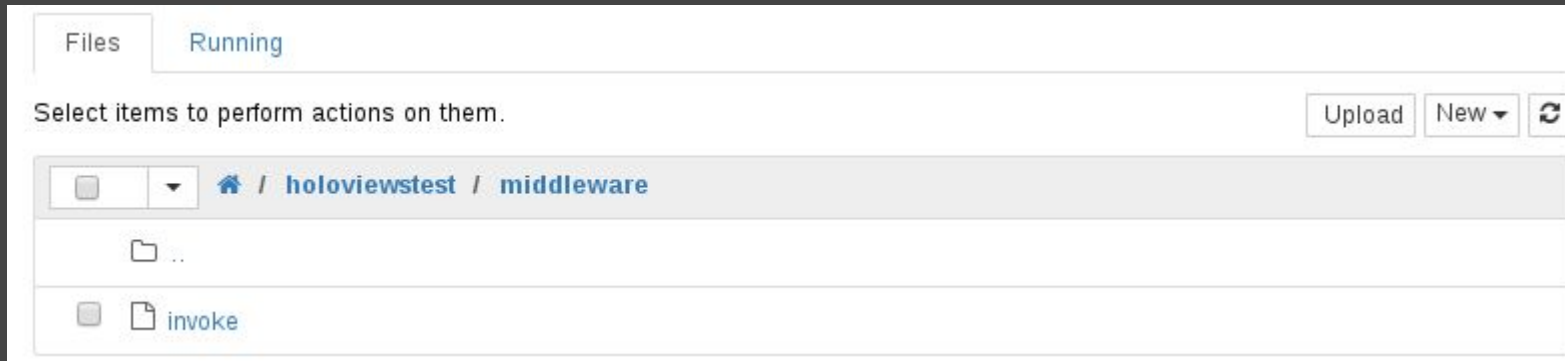 Files Running
Select items to perform actions on them. Upload New
/ holoviewstest / middleware
..
invoke